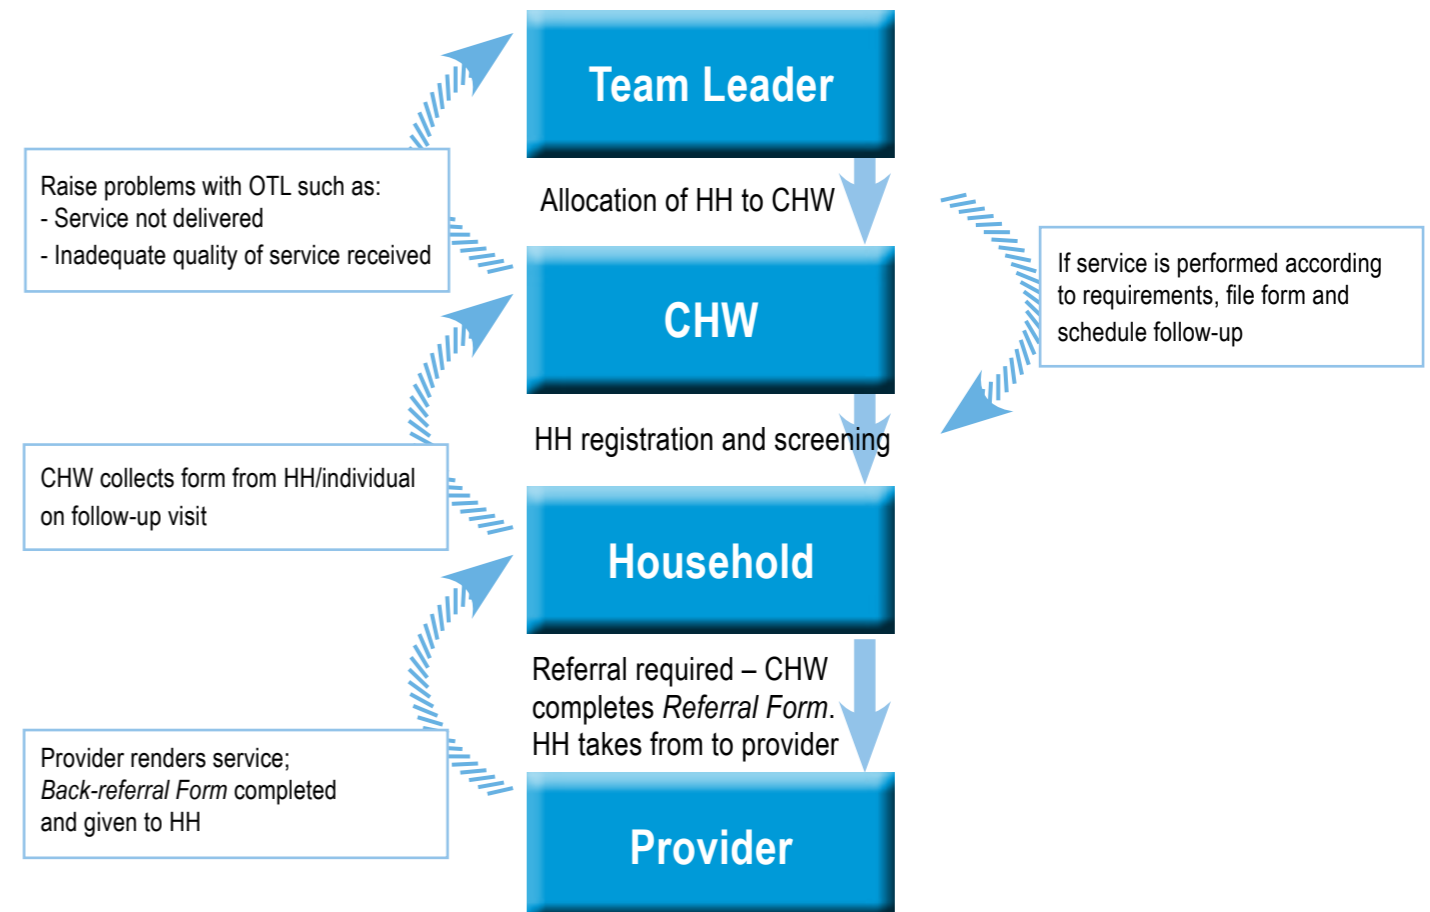 Team Leader
Raise problems with OTL such as:
- Service not delivered
- Inadequate quality of service received
Allocation of HH to CHW
If service is performed according
to requirements, file form and
schedule follow-up
CHW
HH registration and screening
CHW collects form from HH/individual
on follow-up visit
Household
Referral required – CHW
completes Referral Form.
HH takes from to provider
Provider renders service;
Back-referral Form completed
and given to HH
Provider